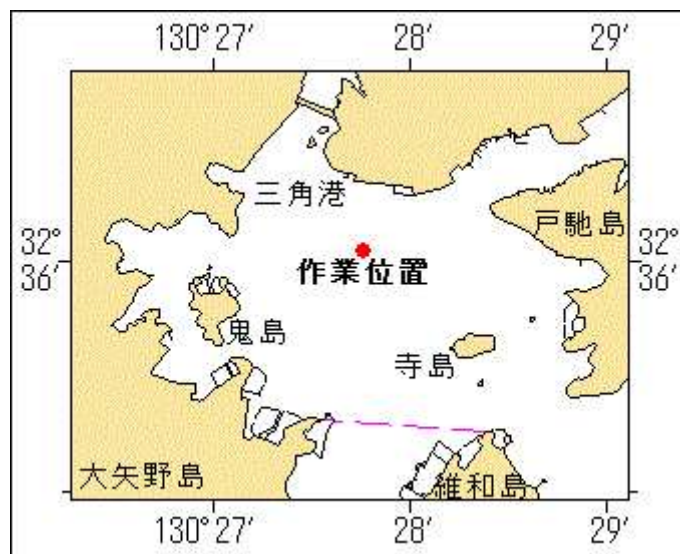 130°27′ 28′ 29′
三角港
戸馳島
32° 32°
36′ 36′
作業位置
鬼島
寺島
大矢野島
維和島
130°27′ 28′ 29′